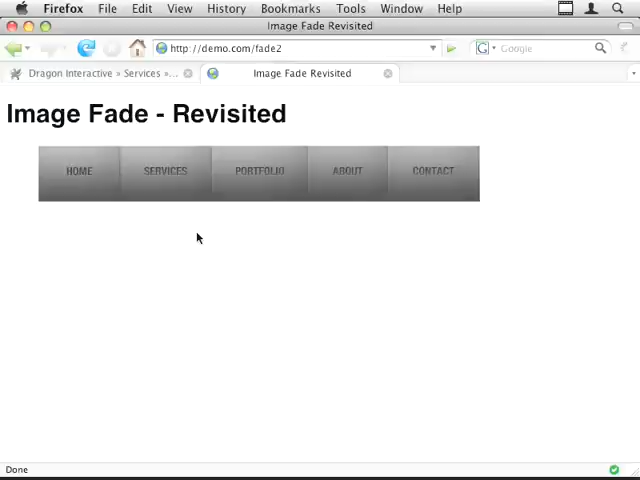 Firefox File Edit View History Bookmarks Tools Window Help
Image Fade Revisited
http://demo.com/fade2
Google
Dragon Interactive » Services »...
Image Fade Revisited
Image Fade - Revisited
HOME SERVICES PORTFOLIO ABOUT CONTACT
Done